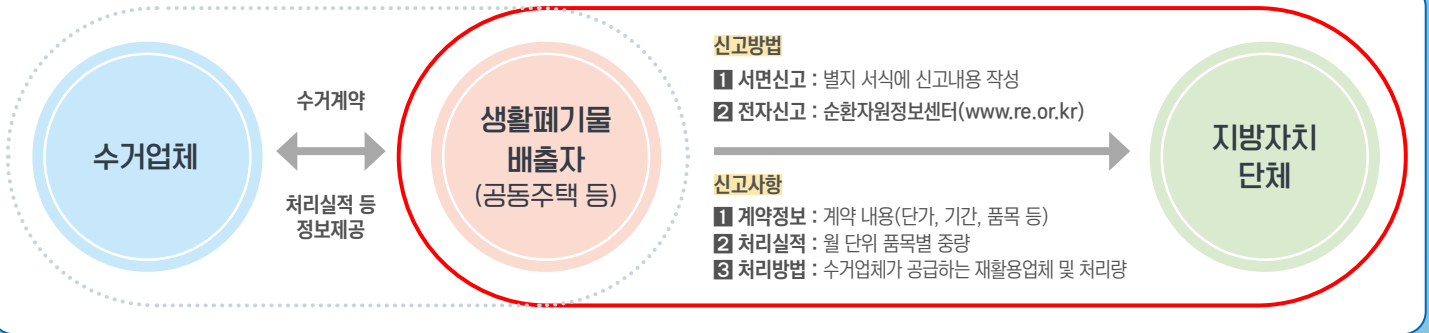 수거업체
수거계약
처리실적 등
정보제공
생활폐기물
배출자
(공동주택 등)
신고방법
1 서면신고 : 별지 서식에 신고내용 작성
2 전자신고 : 순환자원정보센터(www.re.or.kr)
신고사항
1 계약정보 : 계약 내용(단가, 기간, 품목 등)
2 처리실적 : 월 단위 품목별 중량
3 처리방법 : 수거업체가 공급하는 재활용업체 및 처리량
지방자치
단체